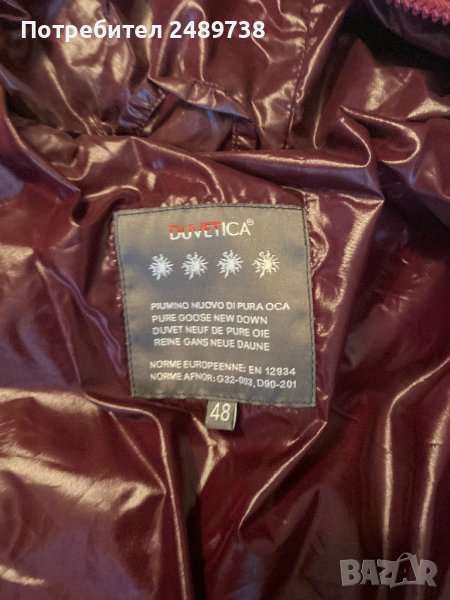 Потребител 2489738
DUVETICA®
PIUMINO NUOVO DI PURA OCA
PURE GOOSE NEW DOWN
DUVET NEUF DE PURE OIE
REINE GANS NEUE DAUNE
NORME EUROPEENNE: EN 12934
NORME AFNOR: G32-003, D90-201
48
BAZAR